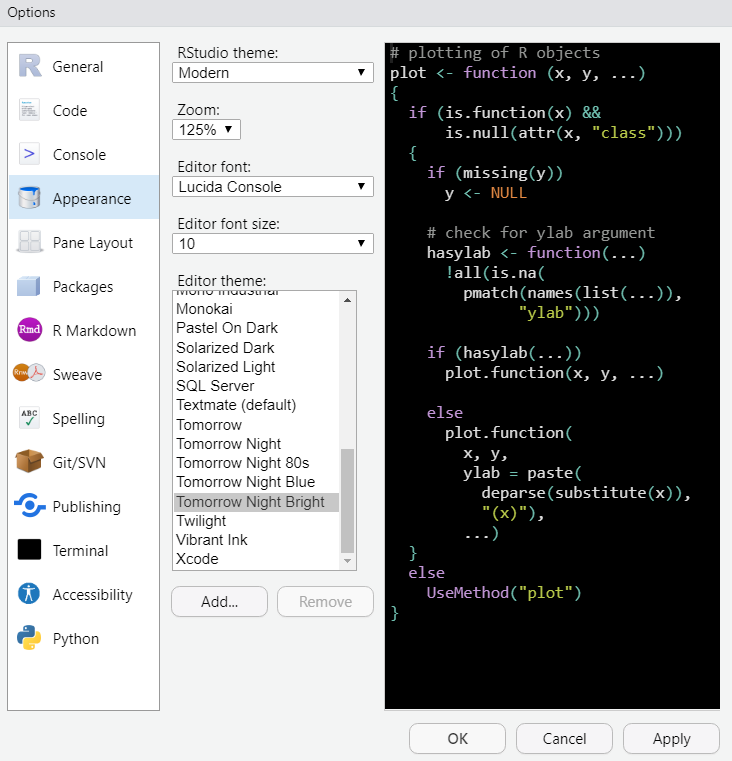 Options
General
Code
Console
Appearance
Pane Layout
Packages
Rmd R Markdown
Rnw Sweave
ABC Spelling
Git/SVN
Publishing
Terminal
Accessibility
Python
RStudio theme:
Modern
Zoom:
125%
Editor font:
Lucida Console
Editor font size:
10
Editor theme:
Mono Industrial
Monokai
Pastel On Dark
Solarized Dark
Solarized Light
SQL Server
Textmate (default)
Tomorrow
Tomorrow Night
Tomorrow Night 80s
Tomorrow Night Blue
Tomorrow Night Bright
Twilight
Vibrant Ink
Xcode
Add...
Remove
# plotting of R objects
plot <- function (x, y, ...)
{
  if (is.function(x) &&
      is.null(attr(x, "class")))
  {
    if (missing(y))
      y <- NULL

    # check for ylab argument
    hasylab <- function(...)
      !all(is.na(
        pmatch(names(list(...)),
              "ylab")))

    if (hasylab(...))
      plot.function(x, y, ...)

    else
      plot.function(
        x, y,
        ylab = paste(
          deparse(substitute(x)),
          "(x)"),
        ...)
  }
  else
    UseMethod("plot")
}
OK
Cancel
Apply